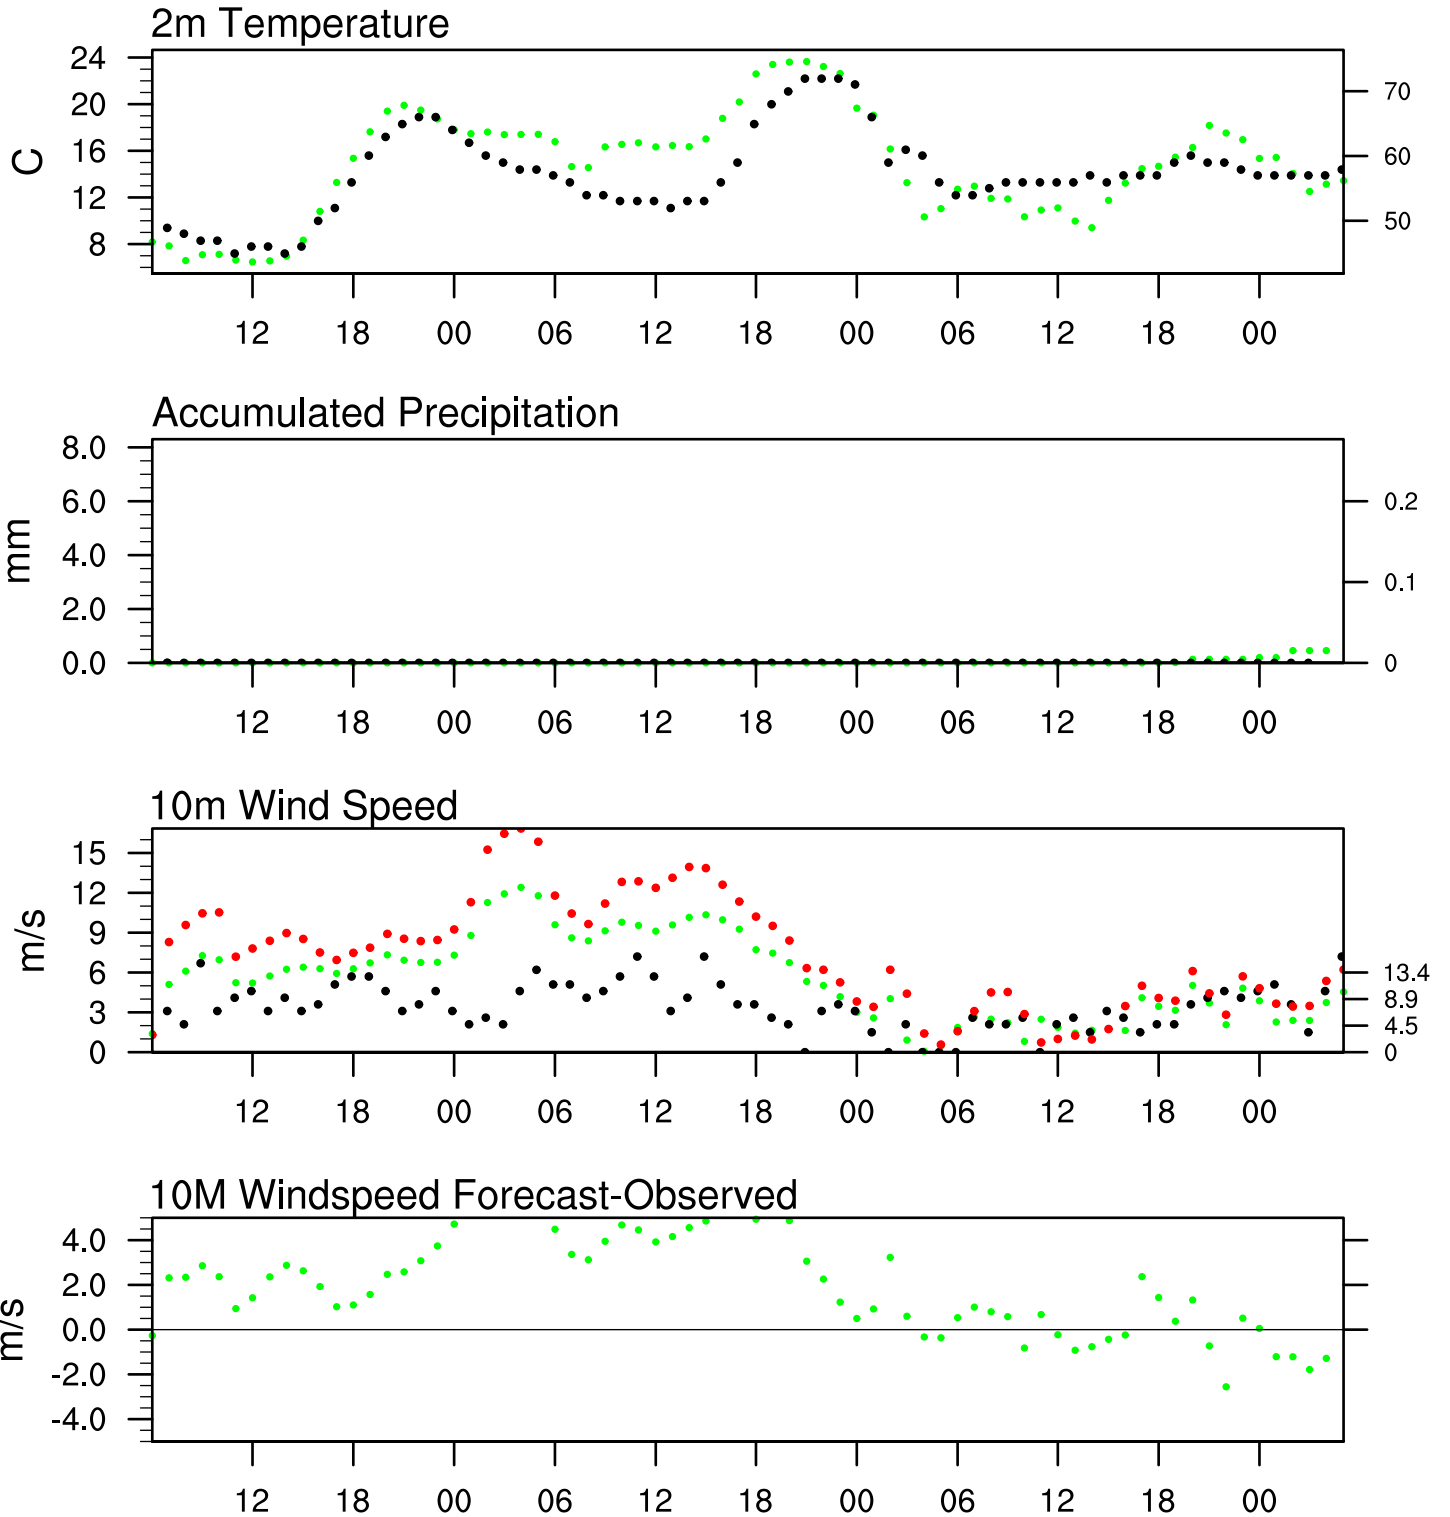 2m Temperature
24
20
16
12
8
C
70
60
50
12 18 00 06 12 18 00 06 12 18 00
Accumulated Precipitation
8.0
6.0
4.0
2.0
0.0
mm
0.2
0.1
0
12 18 00 06 12 18 00 06 12 18 00
10m Wind Speed
15
12
9
6
3
0
m/s
13.4
8.9
4.5
0
12 18 00 06 12 18 00 06 12 18 00
10M Windspeed Forecast-Observed
4.0
2.0
0.0
-2.0
-4.0
m/s
12 18 00 06 12 18 00 06 12 18 00